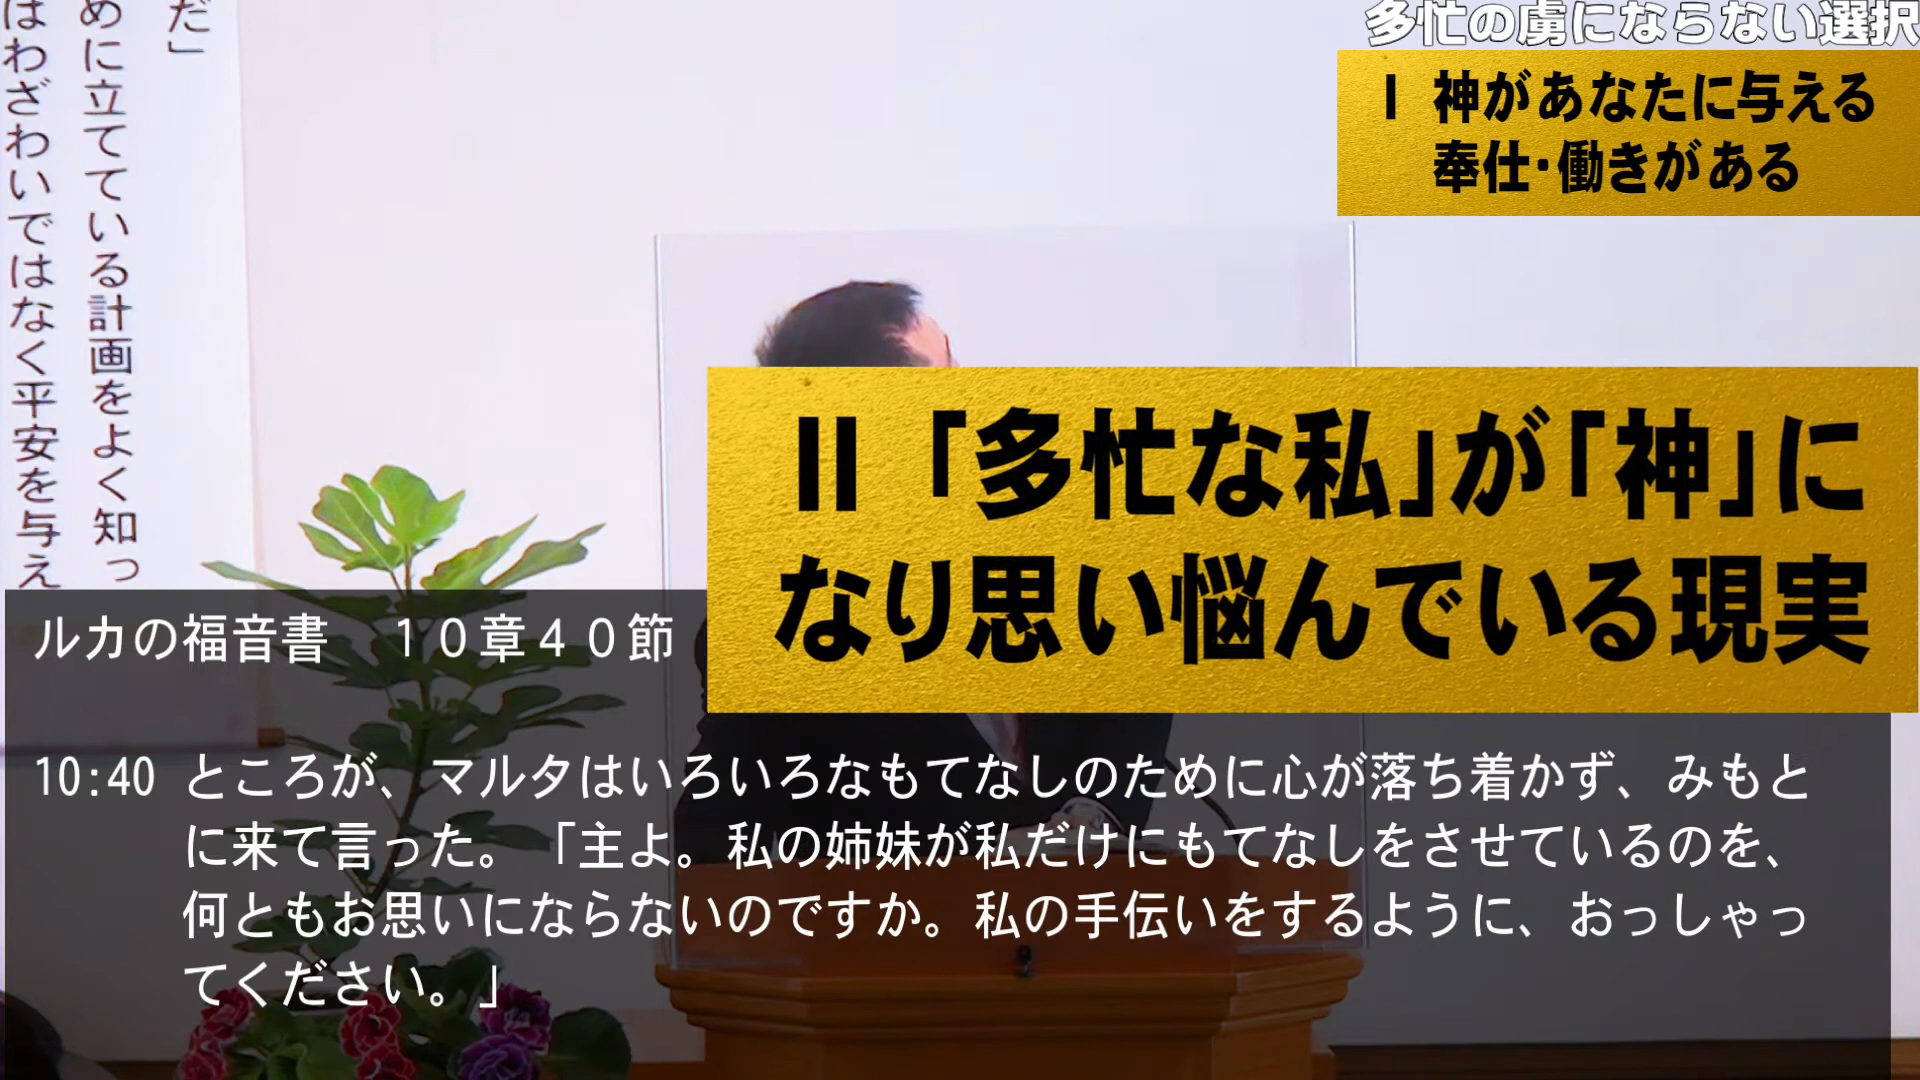 多忙の虜にならない選択
Ⅰ 神があなたに与える
奉仕・働きがある
だ」
めに立てている計画をよく知っ
はわざわいではなく平安を与え
Ⅱ 「多忙な私」が「神」に
なり思い悩んでいる現実
ルカの福音書　１０章４０節
10:40 ところが、マルタはいろいろなもてなしのために心が落ち着かず、みもと
に来て言った。「主よ。私の姉妹が私だけにもてなしをさせているのを、
何ともお思いにならないのですか。私の手伝いをするように、おっしゃっ
てください。」